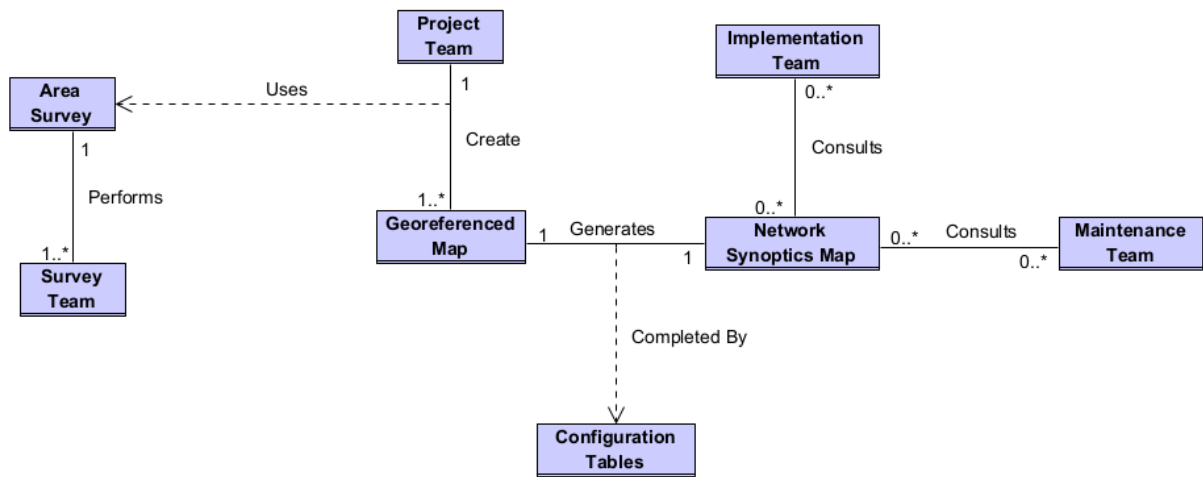 Project
Team
Implementation
Team
Area
Survey
Uses
1
0..*
1
Create
Consults
Performs
1..*
0..*
Georeferenced
Map
1
Generates
1
Network
Synoptics Map
0..*
Consults
0..*
Maintenance
Team
1..*
Survey
Team
Completed By
Configuration
Tables